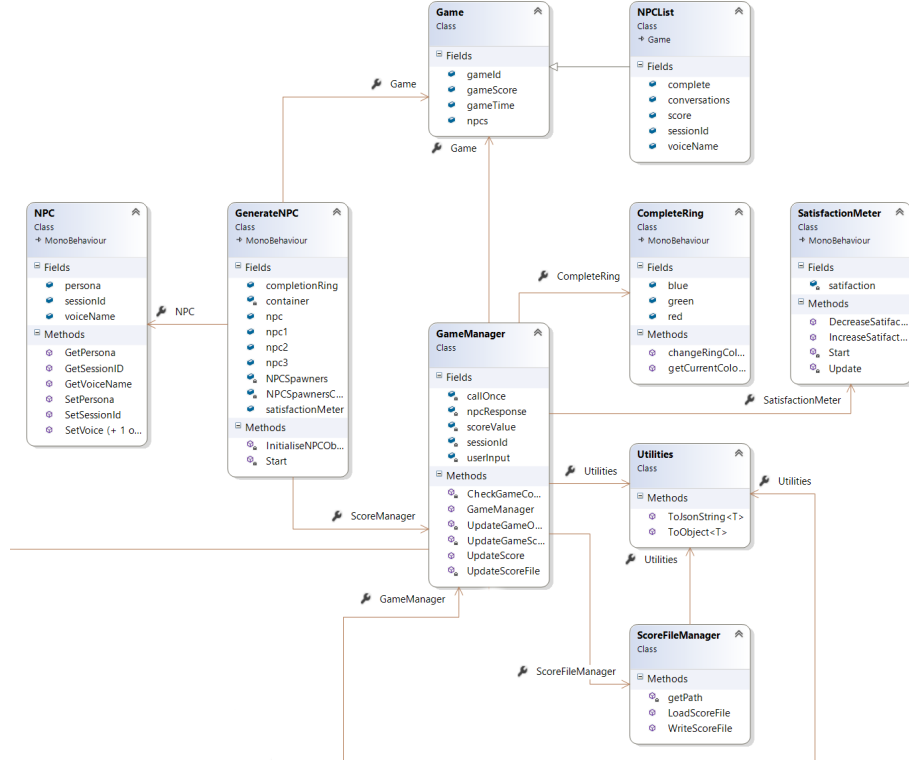 Game
Class
Fields
gameId
gameScore
gameTime
npcs
NPCList
Class
Game
Fields
complete
conversations
score
sessionId
voiceName
Game
Game
NPC
Class
MonoBehaviour
Fields
persona
sessionId
voiceName
Methods
GetPersona
GetSessionID
GetVoiceName
SetPersona
SetSessionId
SetVoice (+ 1 o...
NPC
GenerateNPC
Class
MonoBehaviour
Fields
completionRing
container
npc
npc1
npc2
npc3
NPCSpawners
NPCSpawnersC...
satisfactionMeter
Methods
InitialiseNPCOb...
Start
CompleteRing
Class
MonoBehaviour
Fields
blue
green
red
Methods
changeRingCol...
getCurrentColo...
SatisfactionMeter
Class
MonoBehaviour
Fields
satifaction
Methods
DecreaseSatifac...
IncreaseSatifact...
Start
Update
CompleteRing
GameManager
Class
Fields
callOnce
npcResponse
scoreValue
sessionId
userInput
Methods
CheckGameCo...
GameManager
UpdateGameO...
UpdateGameSc...
UpdateScore
UpdateScoreFile
SatisfactionMeter
Utilities
Utilities
Class
Methods
ToJsonString<T>
ToObject<T>
Utilities
ScoreManager
Utilities
GameManager
ScoreFileManager
ScoreFileManager
Class
Methods
getPath
LoadScoreFile
WriteScoreFile